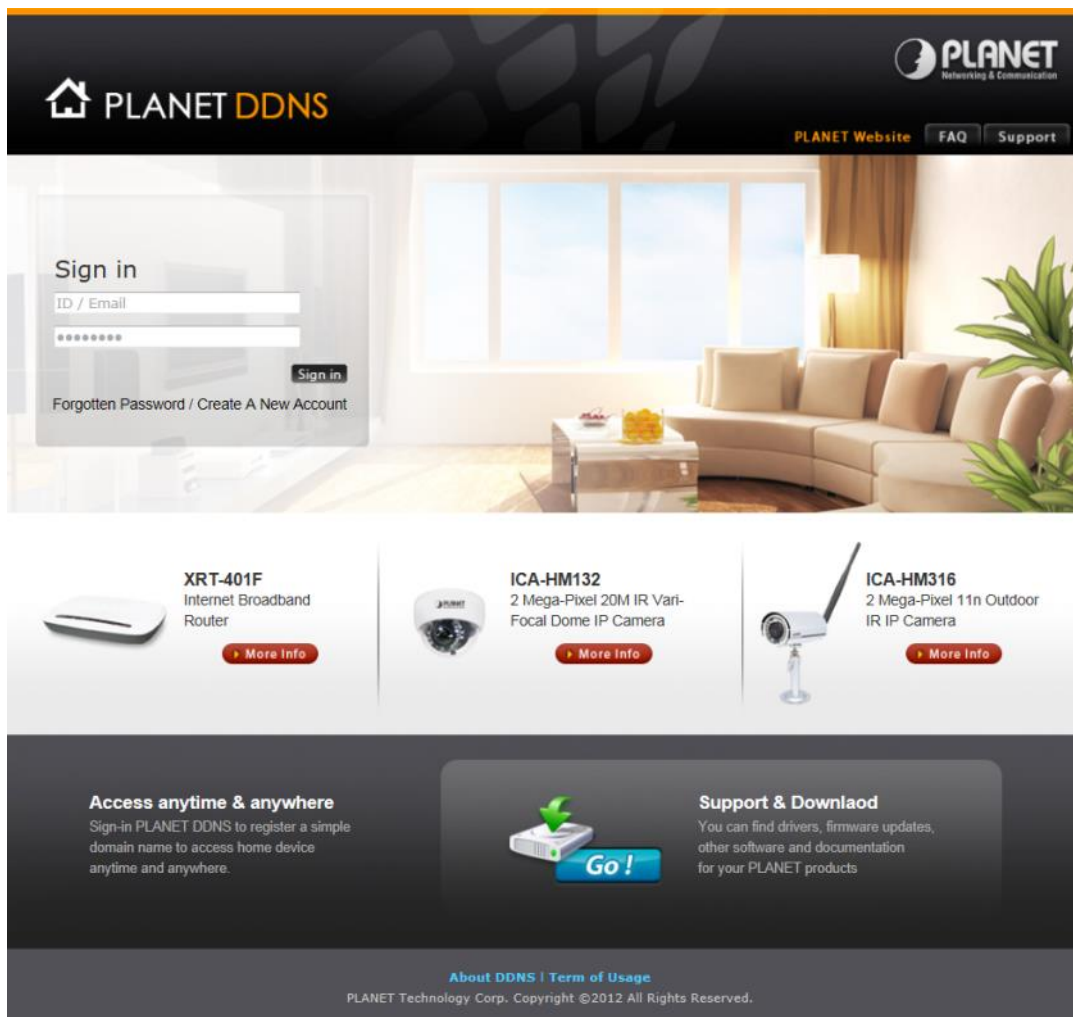 PLANET
Networking & Communication
PLANET DDNS
PLANET Website FAQ Support
Sign in
ID / Email
Sign in
Forgotten Password / Create A New Account
XRT-401F
Internet Broadband
Router
More Info
PLANET
ICA-HM132
2 Mega-Pixel 20M IR Vari-
Focal Dome IP Camera
More Info
ICA-HM316
2 Mega-Pixel 11n Outdoor
IR IP Camera
More Info
Access anytime & anywhere
Sign-in PLANET DDNS to register a simple
domain name to access home device
anytime and anywhere.
Go !
Support & Downlaod
You can find drivers, firmware updates,
other software and documentation
for your PLANET products
About DDNS | Term of Usage
PLANET Technology Corp. Copyright ©2012 All Rights Reserved.